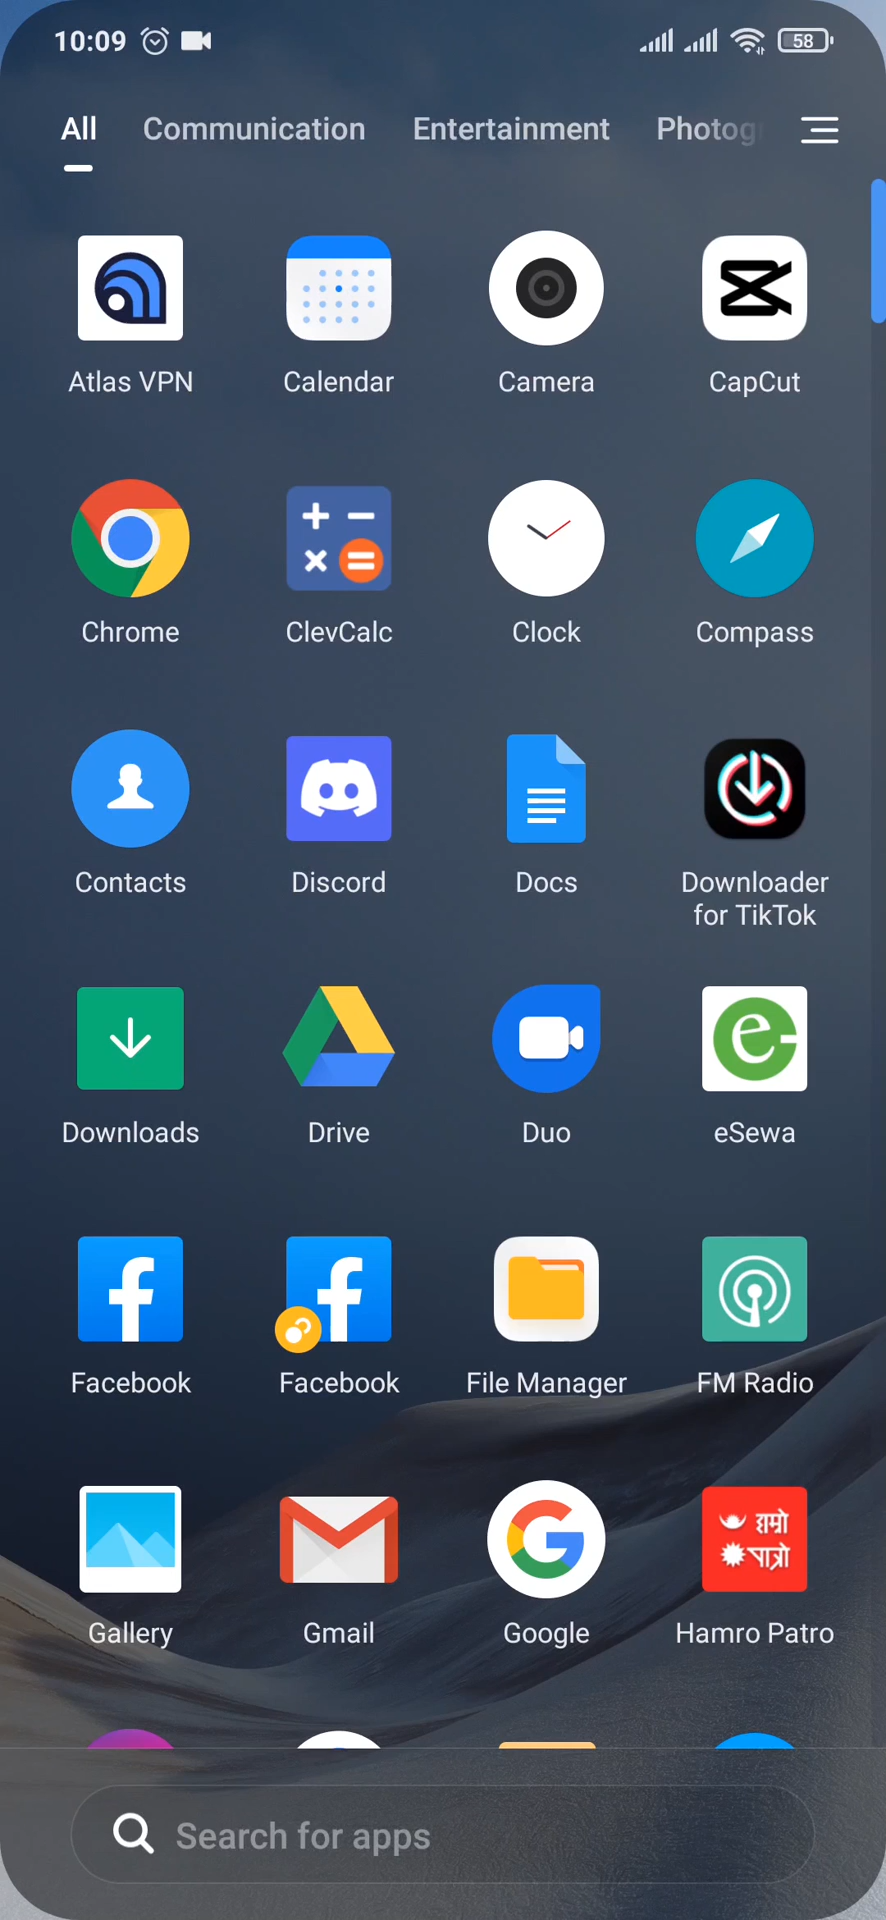 10:09
58
All Communication Entertainment Photog
Atlas VPN Calendar Camera CapCut
Chrome ClevCalc Clock Compass
Contacts Discord Docs Downloader
for TikTok
Downloads Drive Duo eSewa
Facebook Facebook File Manager FM Radio
हाम्रो
पात्रो
Gallery Gmail Google Hamro Patro
Search for apps